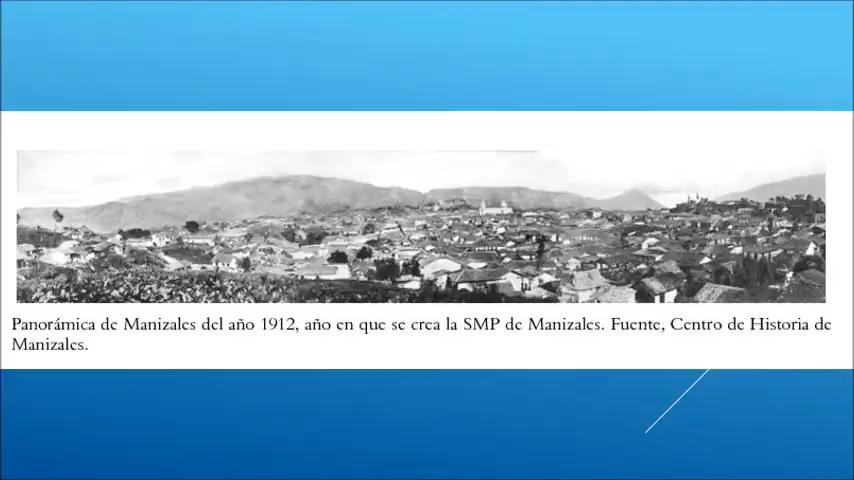 Panorámica de Manizales del año 1912, año en que se crea la SMP de Manizales. Fuente, Centro de Historia de
Manizales.